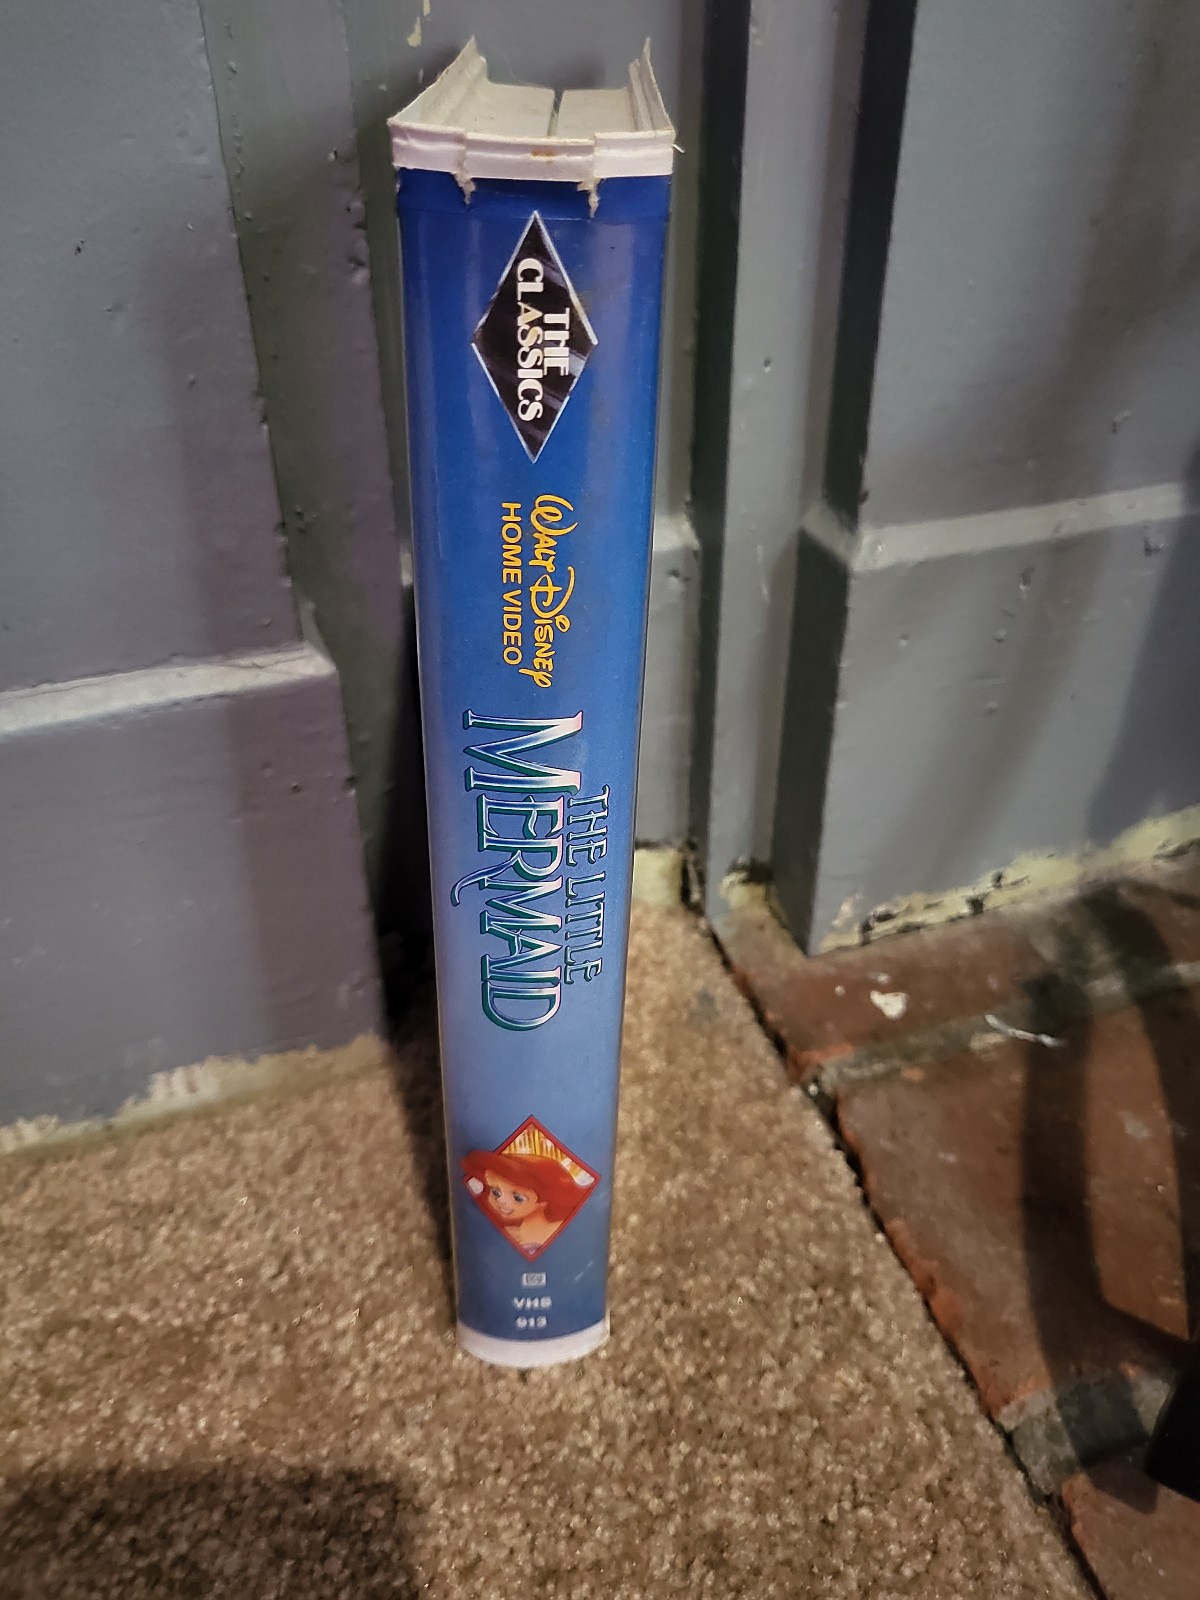 THE
CLASSICS
WALT DISNEY
HOME VIDEO
THE LITTLE
MERMAID
VHS
913